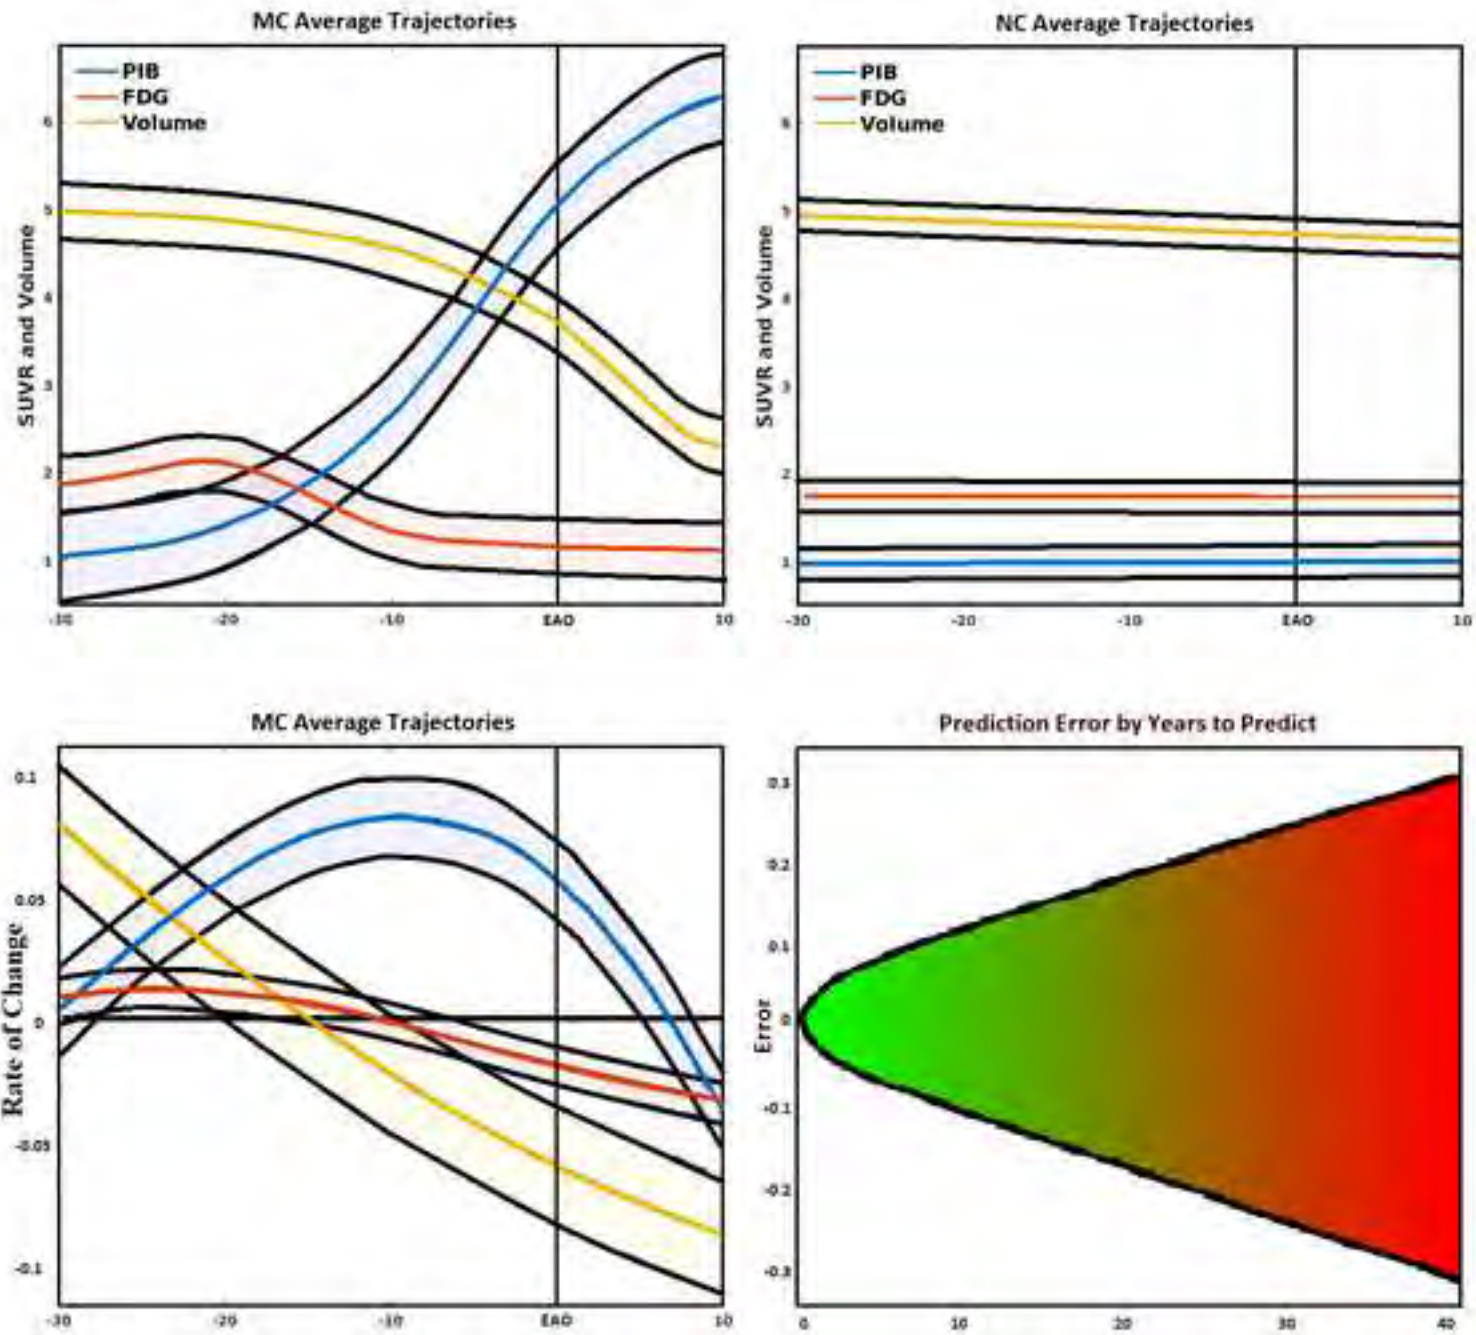 MC Average Trajectories
PIB
FDG
Volume
SUVR and Volume
6
5
4
3
2
1
-30 -20 -10 EAO 10
NC Average Trajectories
PIB
FDG
Volume
SUVR and Volume
6
5
4
3
2
1
-30 -20 -10 EAO 10
MC Average Trajectories
Rate of Change
0.1
0.05
0
-0.05
-0.1
-30 -20 -10 EAO 10
Prediction Error by Years to Predict
Error
0.3
0.2
0.1
0
-0.1
-0.2
-0.3
0 10 20 30 40